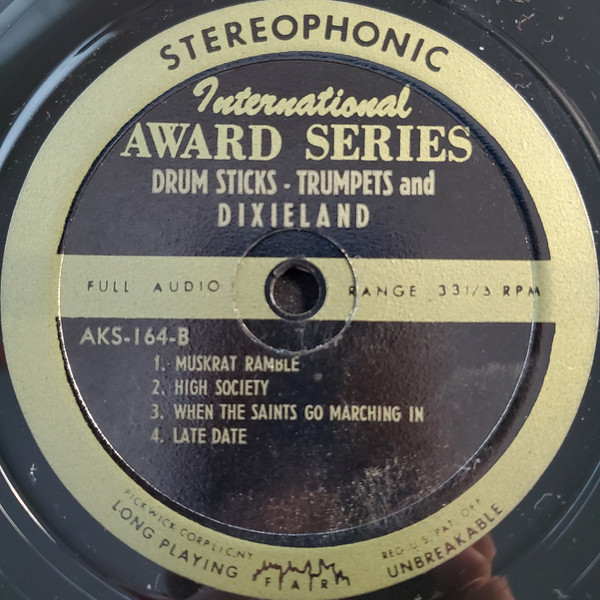 STEREOPHONIC
International
AWARD SERIES
DRUM STICKS - TRUMPETS and
DIXIELAND
FULL AUDIO RANGE 33 1/3 RPM
AKS-164-B
1. MUSKRAT RAMBLE
2. HIGH SOCIETY
3. WHEN THE SAINTS GO MARCHING IN
4. LATE DATE
PICKWICK CORP. L.I.C. NY
LONG PLAYING
F A R
REG U.S. PAT. OFF.
UNBREAKABLE